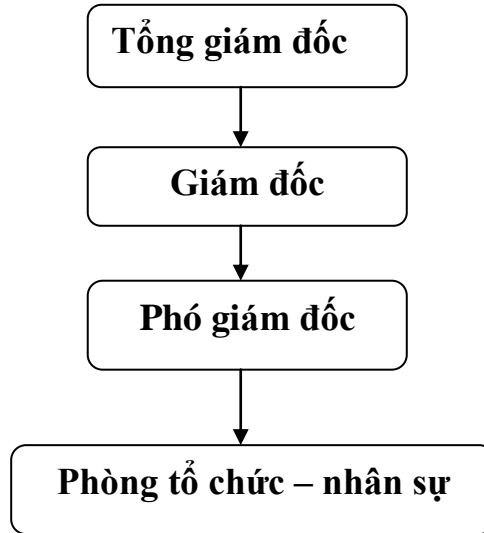 Tổng giám đốc
Giám đốc
Phó giám đốc
Phòng tổ chức – nhân sự